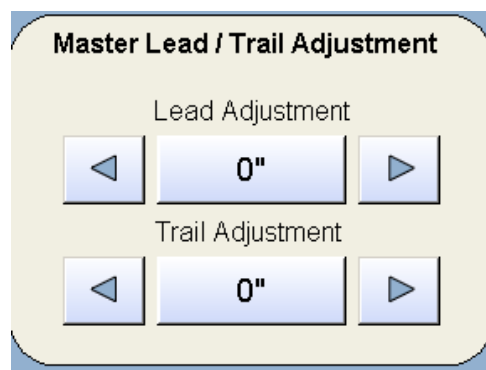 Master Lead / Trail Adjustment
Lead Adjustment
0"
Trail Adjustment
0"